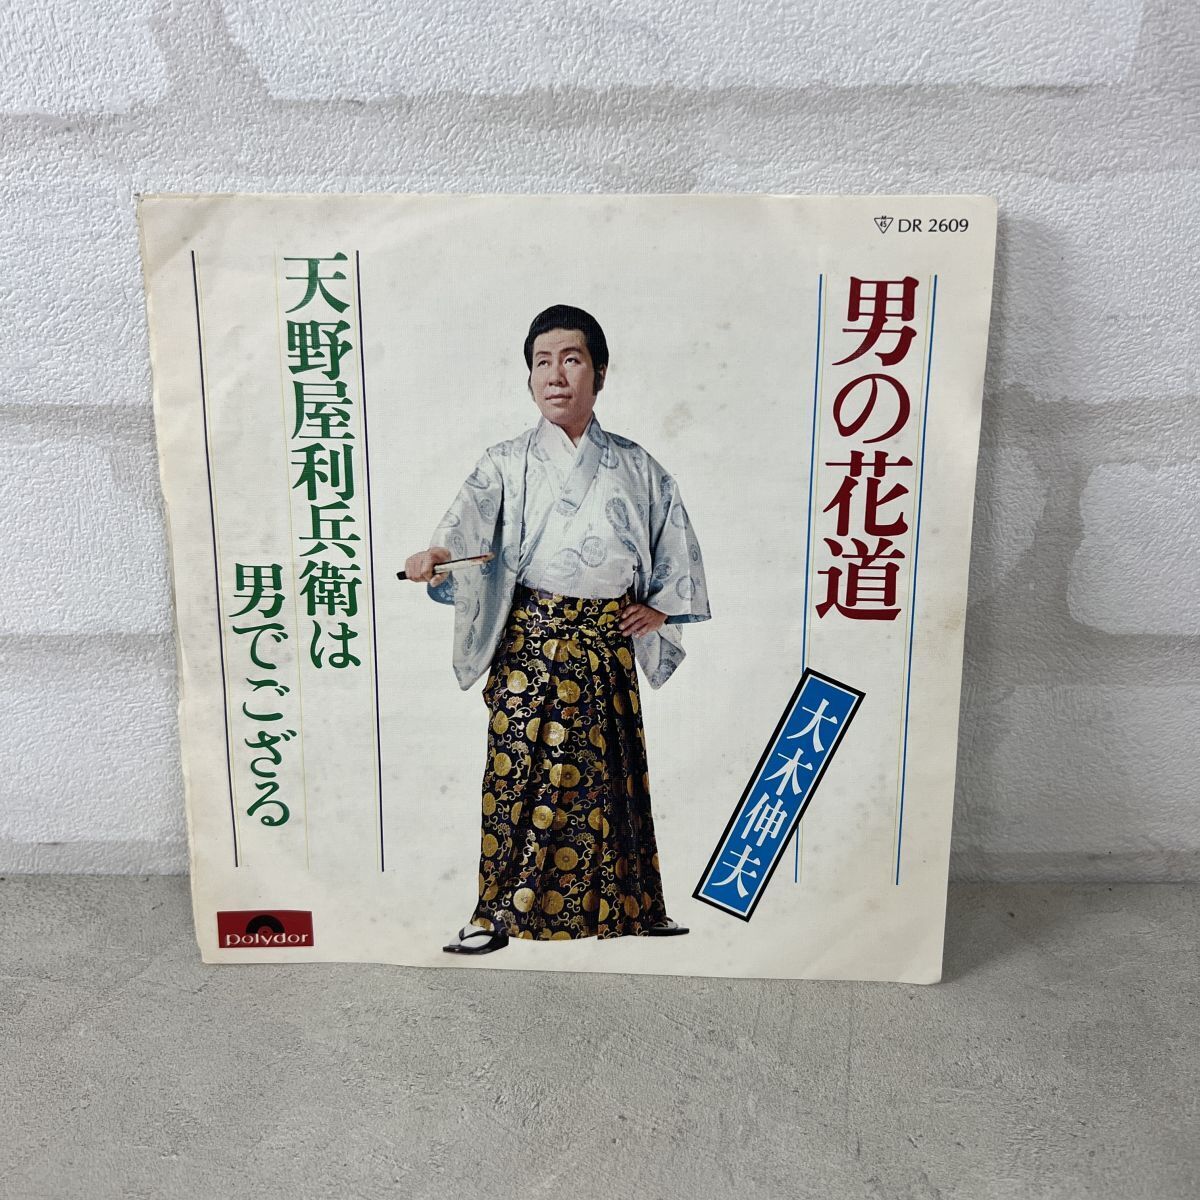 DR 2609
男の花道
大木伸夫
天野屋利兵衛は
男でござる
polydor